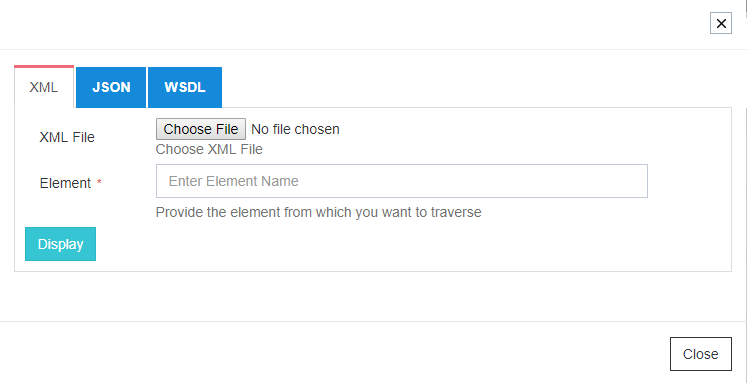 XML JSON WSDL
XML File Choose File No file chosen
Choose XML File
Element * Enter Element Name
Provide the element from which you want to traverse
Display
Close